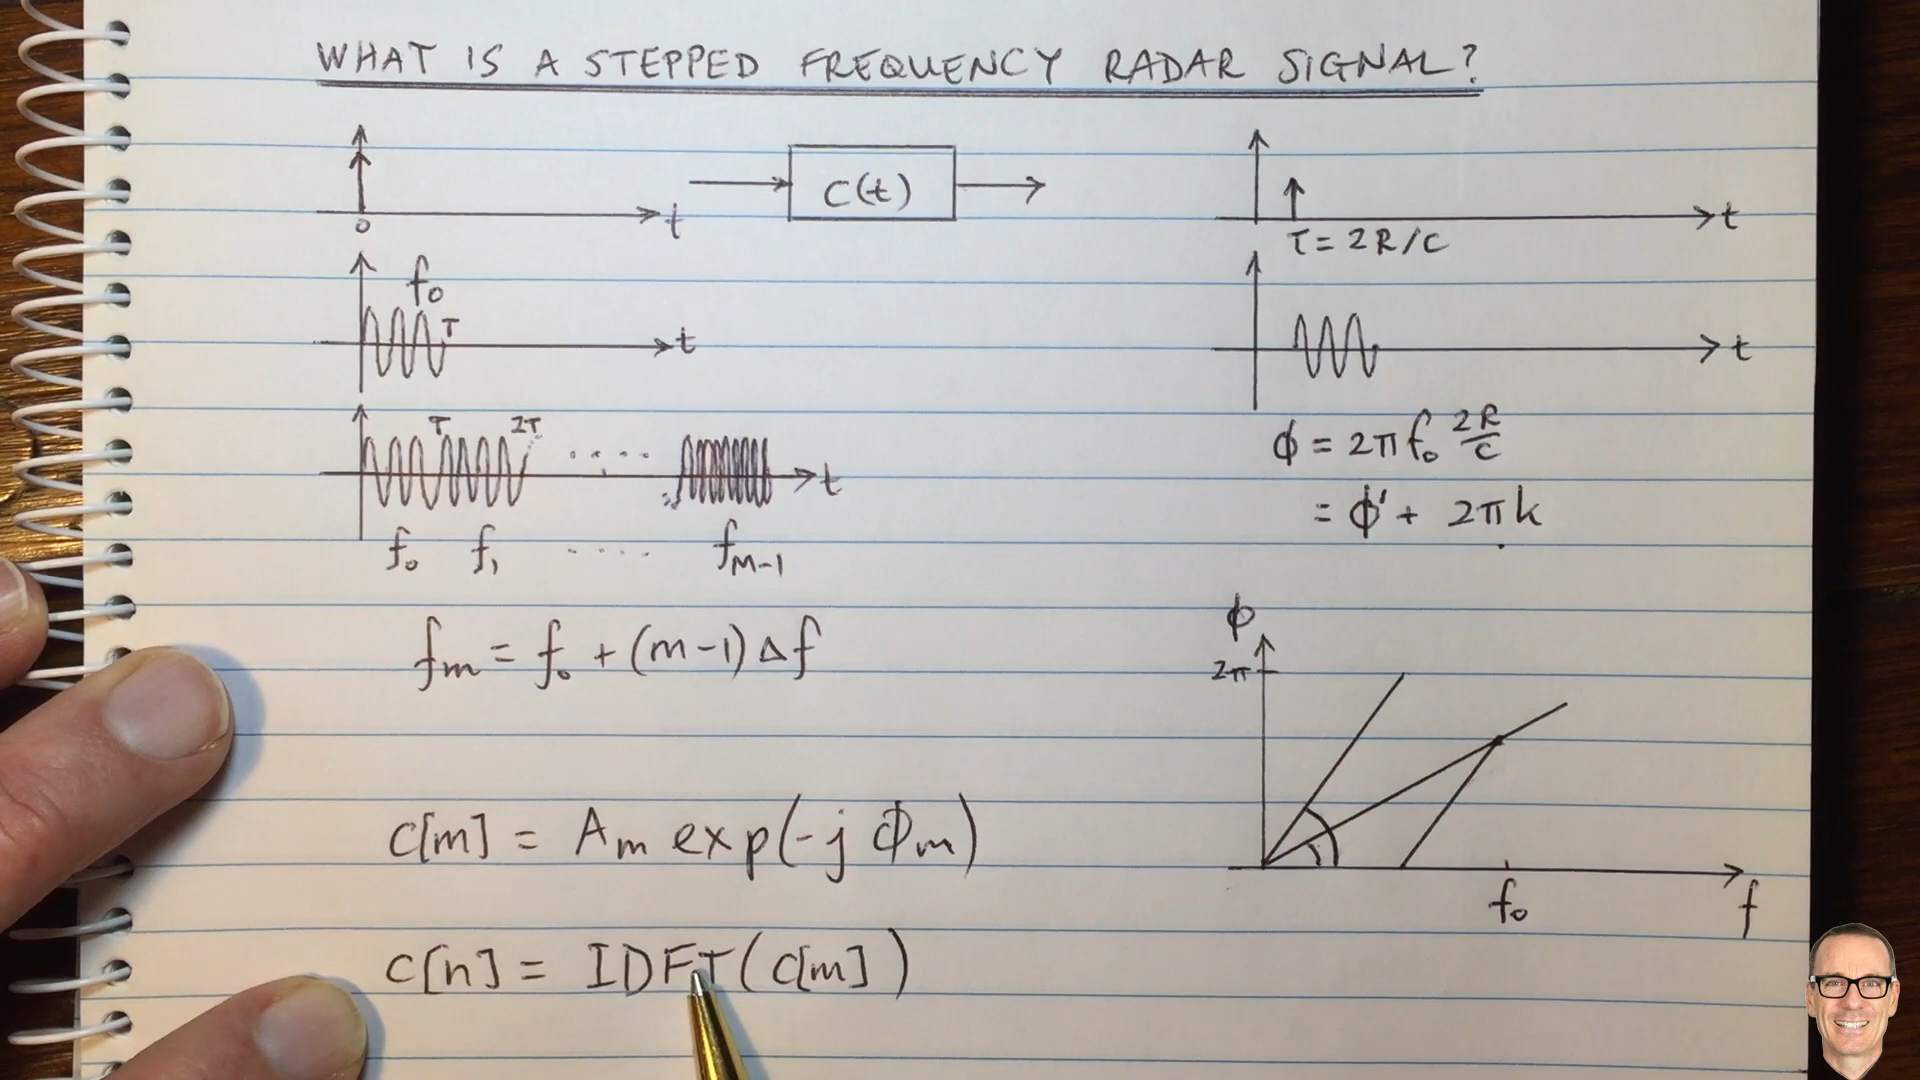 WHAT IS A STEPPED FREQUENCY RADAR SIGNAL?
0
t
C(t)
t
τ = 2R/C
f₀
T
t
t
T
2T
.....
t
f₀ f₁ ..... f_M-1
ϕ = 2π f₀ 2R/C
= ϕ' + 2πk
f_m = f₀ + (m-1) Δf
C[m] = A_m exp(-j ϕ_m)
C[n] = IDFT(C[m])
ϕ
2π
f₀
f